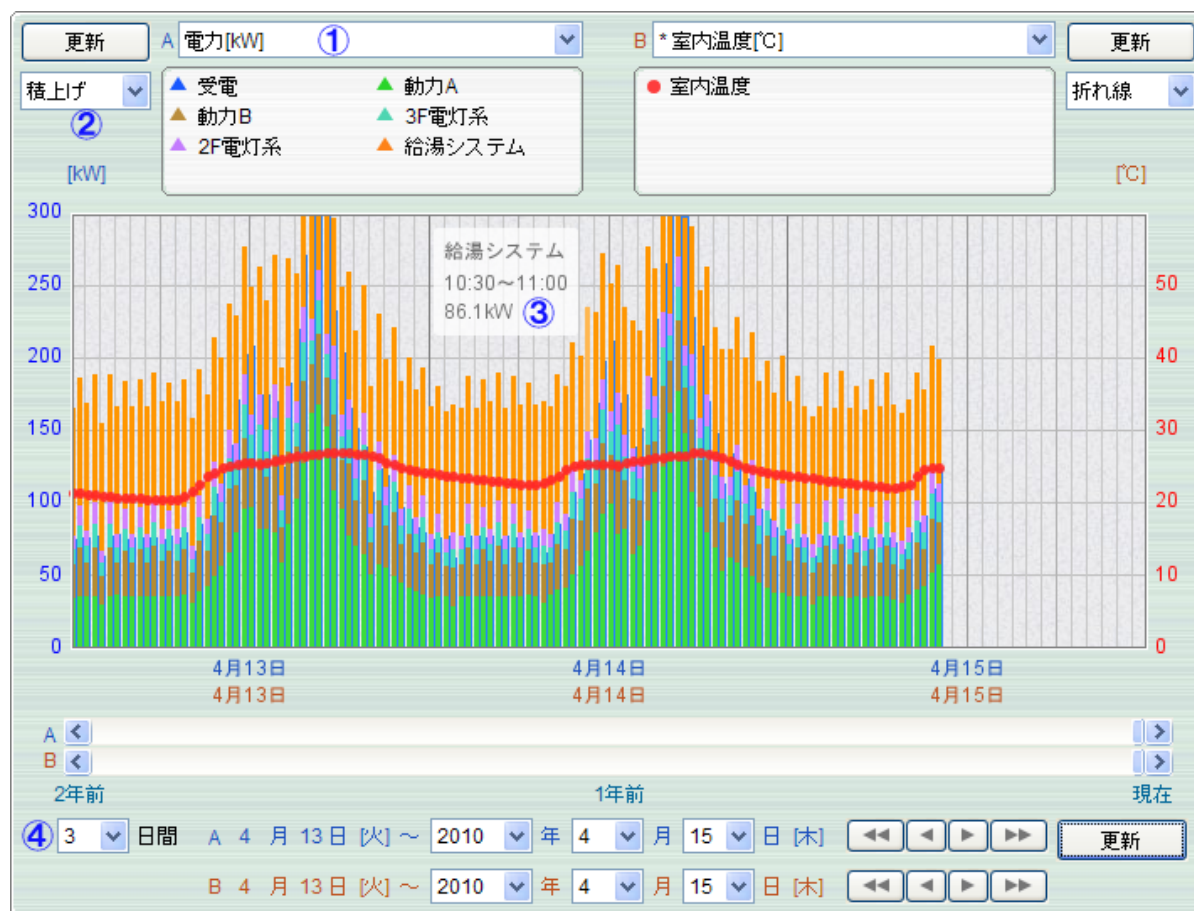 更新 A 電力[kW] ① B *室内温度[℃] 更新
積上げ ② ▲ 受電 ▲ 動力A ● 室内温度 折れ線
▲ 動力B ▲ 3F電灯系
▲ 2F電灯系 ▲ 給湯システム
[kW] [℃]
300
給湯システム
10:30～11:00
86.1kW ③
250 50
200 40
150 30
100 20
50 10
0 0
4月13日 4月14日 4月15日
4月13日 4月14日 4月15日
A
B
2年前 1年前 現在
④ 3 日間 A 4 月 13日 [火] ～ 2010 年 4 月 15 日 [木] ◀◀ ◀ ▶ ▶▶ 更新
B 4 月 13日 [火] ～ 2010 年 4 月 15 日 [木] ◀◀ ◀ ▶ ▶▶